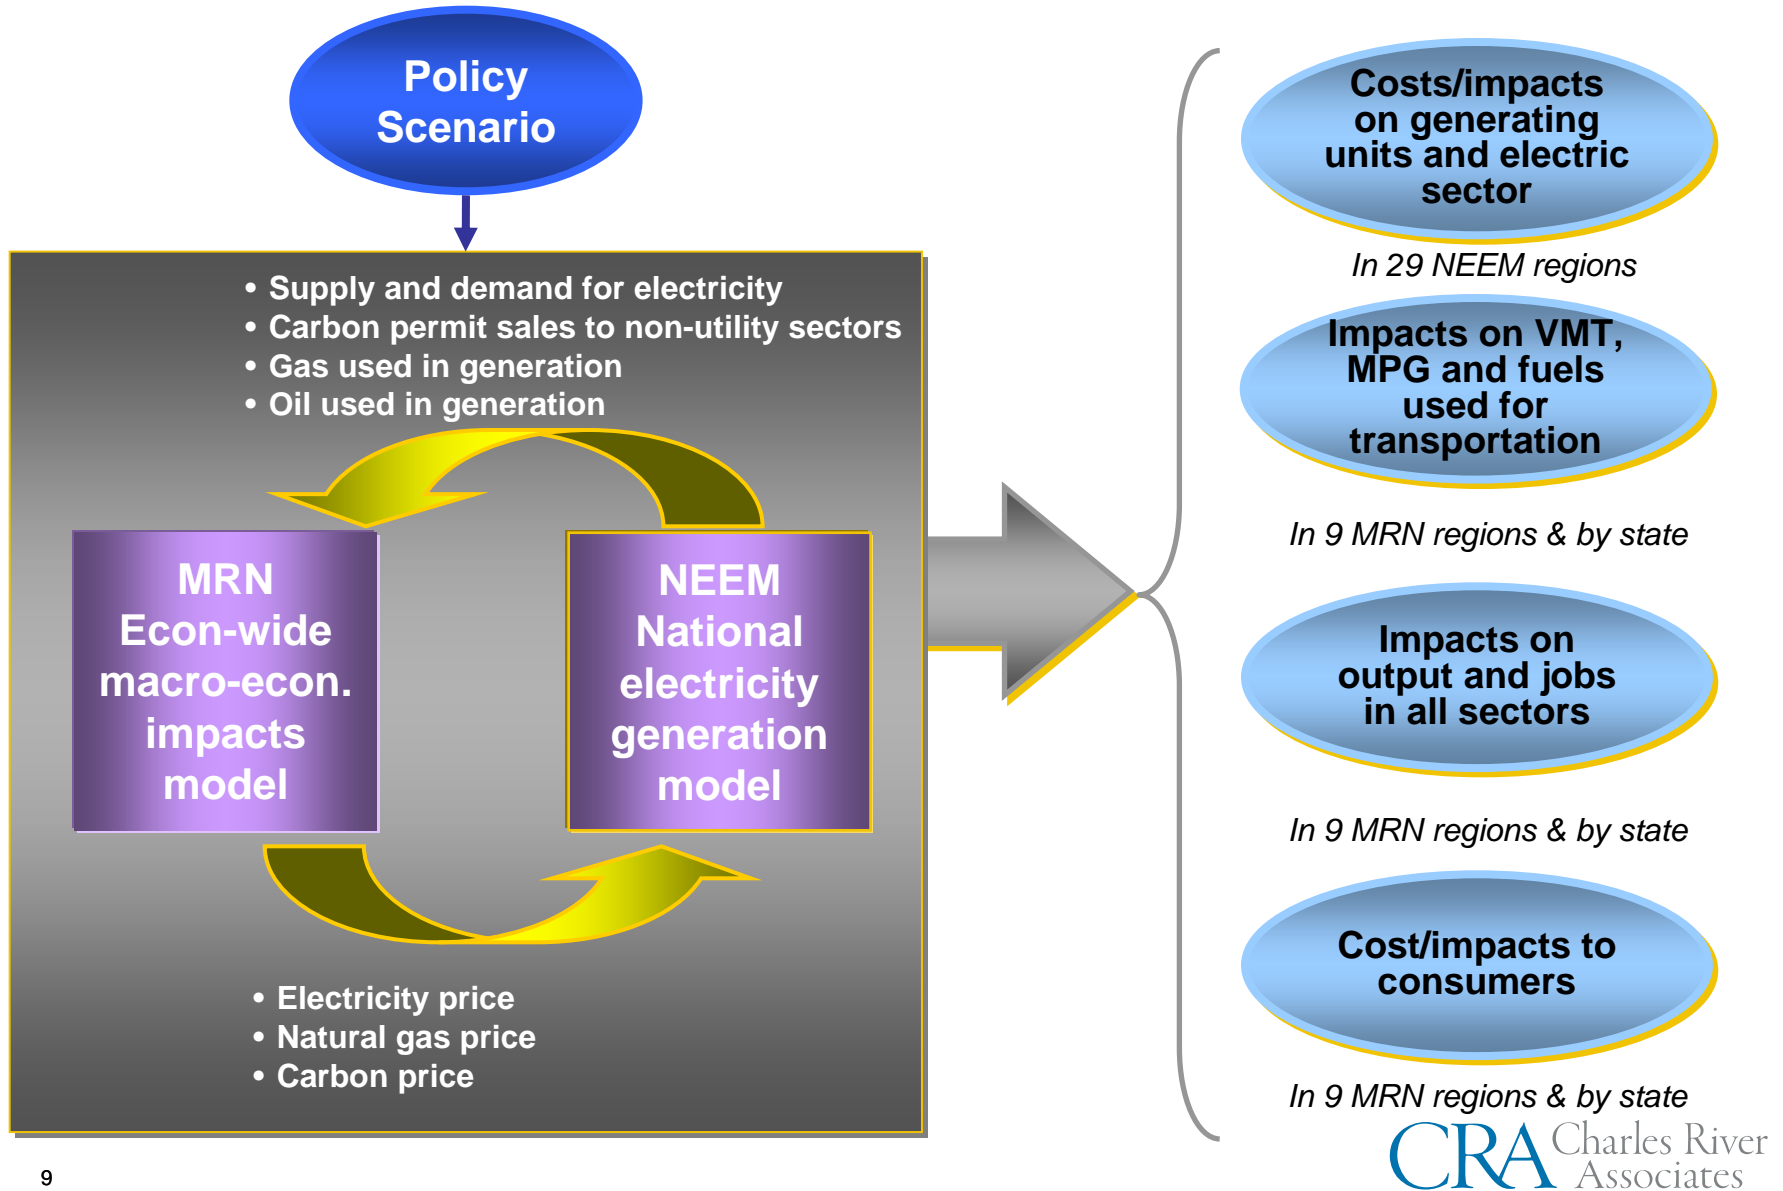 Policy
Scenario
• Supply and demand for electricity
• Carbon permit sales to non-utility sectors
• Gas used in generation
• Oil used in generation
MRN
Econ-wide
macro-econ.
impacts
model
NEEM
National
electricity
generation
model
• Electricity price
• Natural gas price
• Carbon price
Costs/impacts
on generating
units and electric
sector
In 29 NEEM regions
Impacts on VMT,
MPG and fuels
used for
transportation
In 9 MRN regions & by state
Impacts on
output and jobs
in all sectors
In 9 MRN regions & by state
Cost/impacts to
consumers
In 9 MRN regions & by state
CRA Charles River
Associates
9